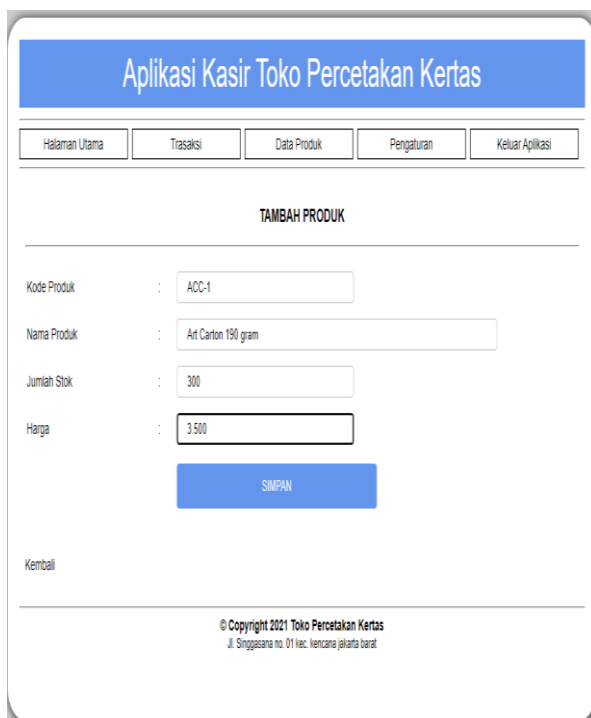 Aplikasi Kasir Toko Percetakan Kertas
Halaman Utama Trasaksi Data Produk Pengaturan Keluar Aplikasi
TAMBAH PRODUK
Kode Produk : ACC-1
Nama Produk : Art Carton 190 gram
Jumlah Stok : 300
Harga : 3.500
SIMPAN
Kembali
© Copyright 2021 Toko Percetakan Kertas
Jl. Singgasana no. 01 kec. kencana jakarta barat